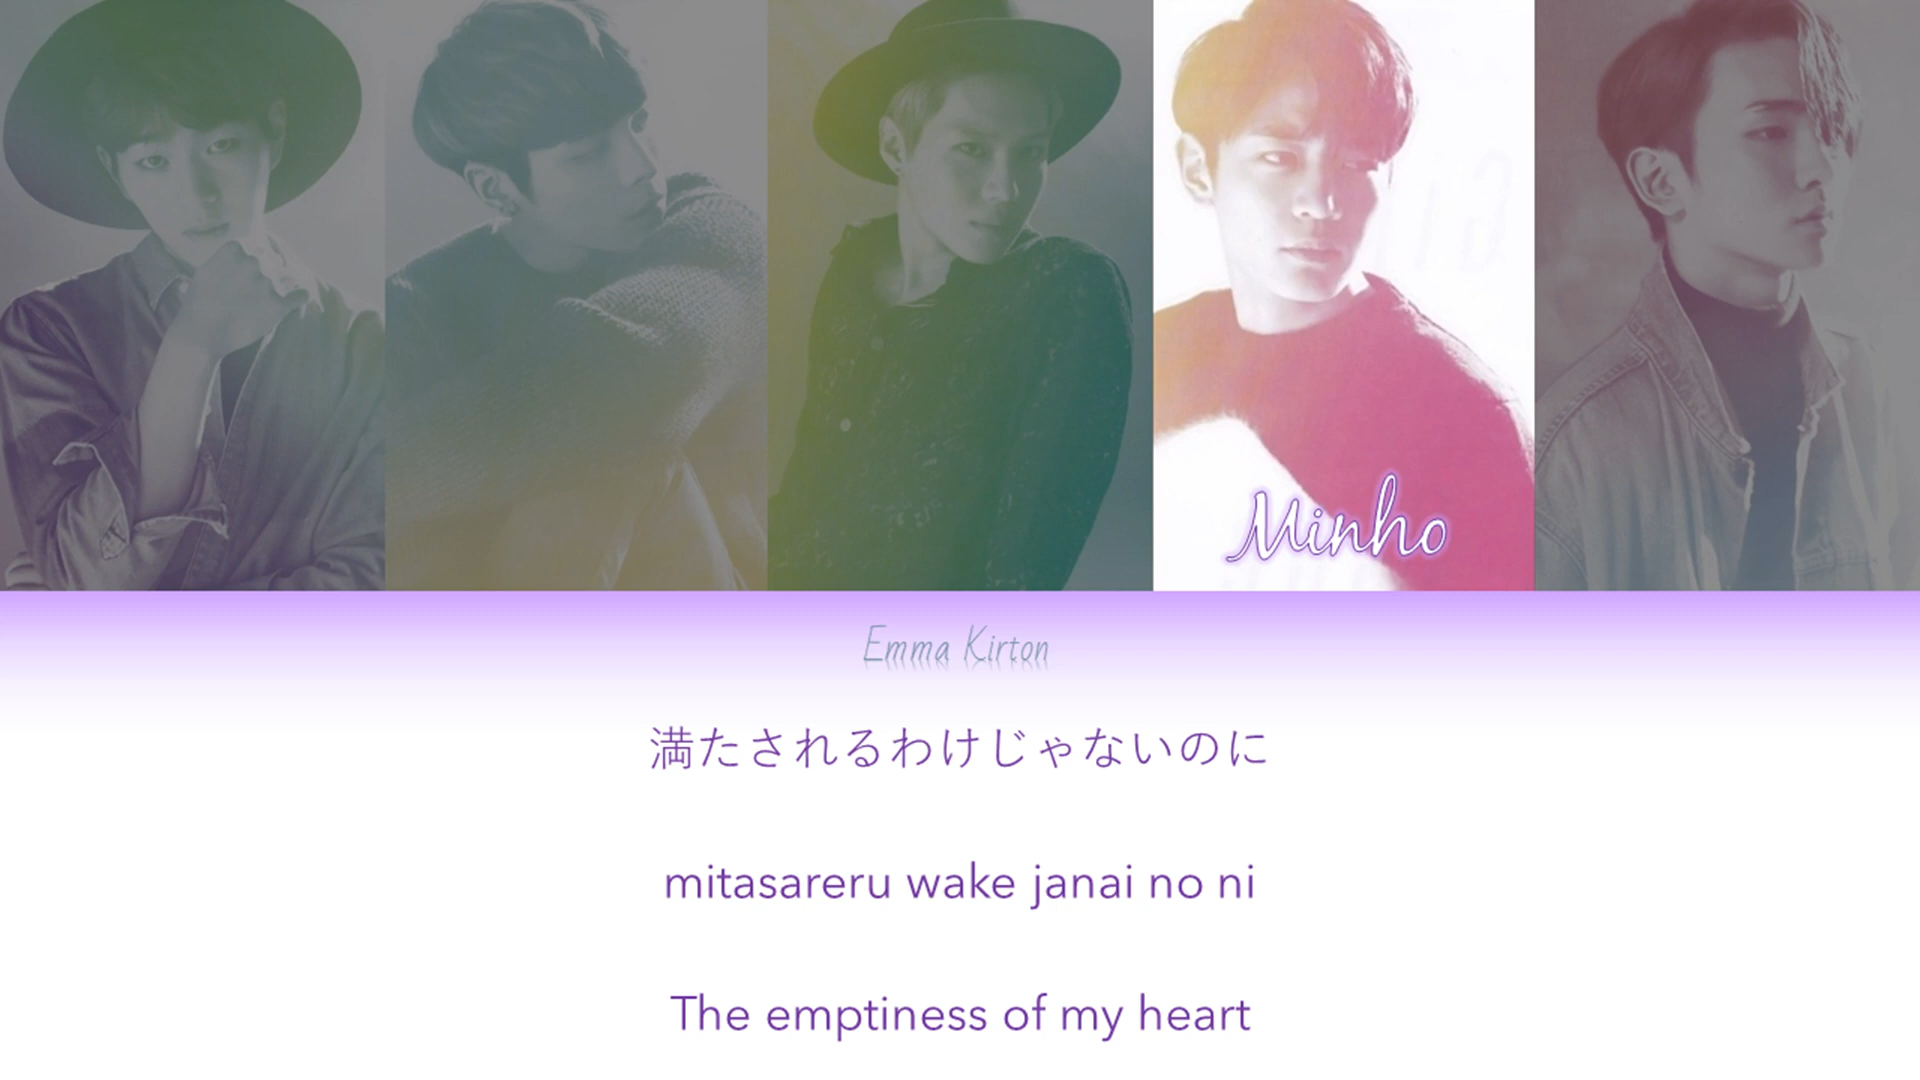 Minho
Emma Kirton
満たされるわけじゃないのに
mitasareru wake janai no ni
The emptiness of my heart